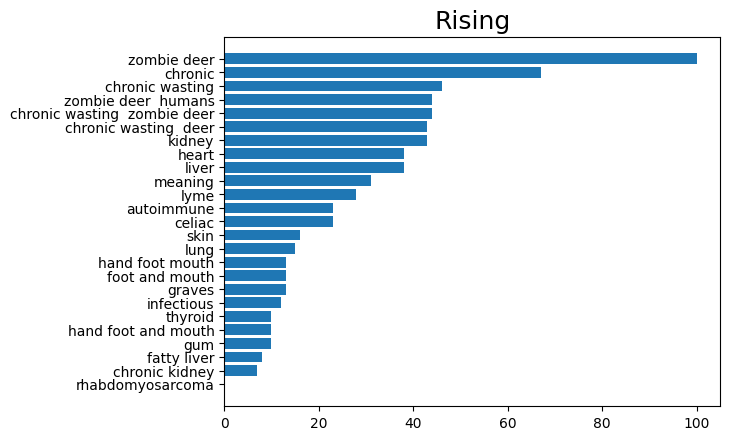 Rising
zombie deer
chronic
chronic wasting
zombie deer  humans
chronic wasting  zombie deer
chronic wasting  deer
kidney
heart
liver
meaning
lyme
autoimmune
celiac
skin
lung
hand foot mouth
foot and mouth
graves
infectious
thyroid
hand foot and mouth
gum
fatty liver
chronic kidney
rhabdomyosarcoma
0 20 40 60 80 100